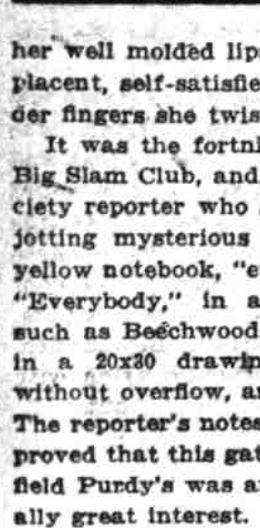 her well molded lips
placent, self-satisfie
der fingers she twis
It was the fortni
Big Slam Club, and
ciety reporter who
jotting mysterious
yellow notebook, "e
"Everybody," in a
such as Beechwood
in a 20x30 drawin
without overflow, a
The reporter's notes
proved that this gat
field Purdy's was a
ally great interest.